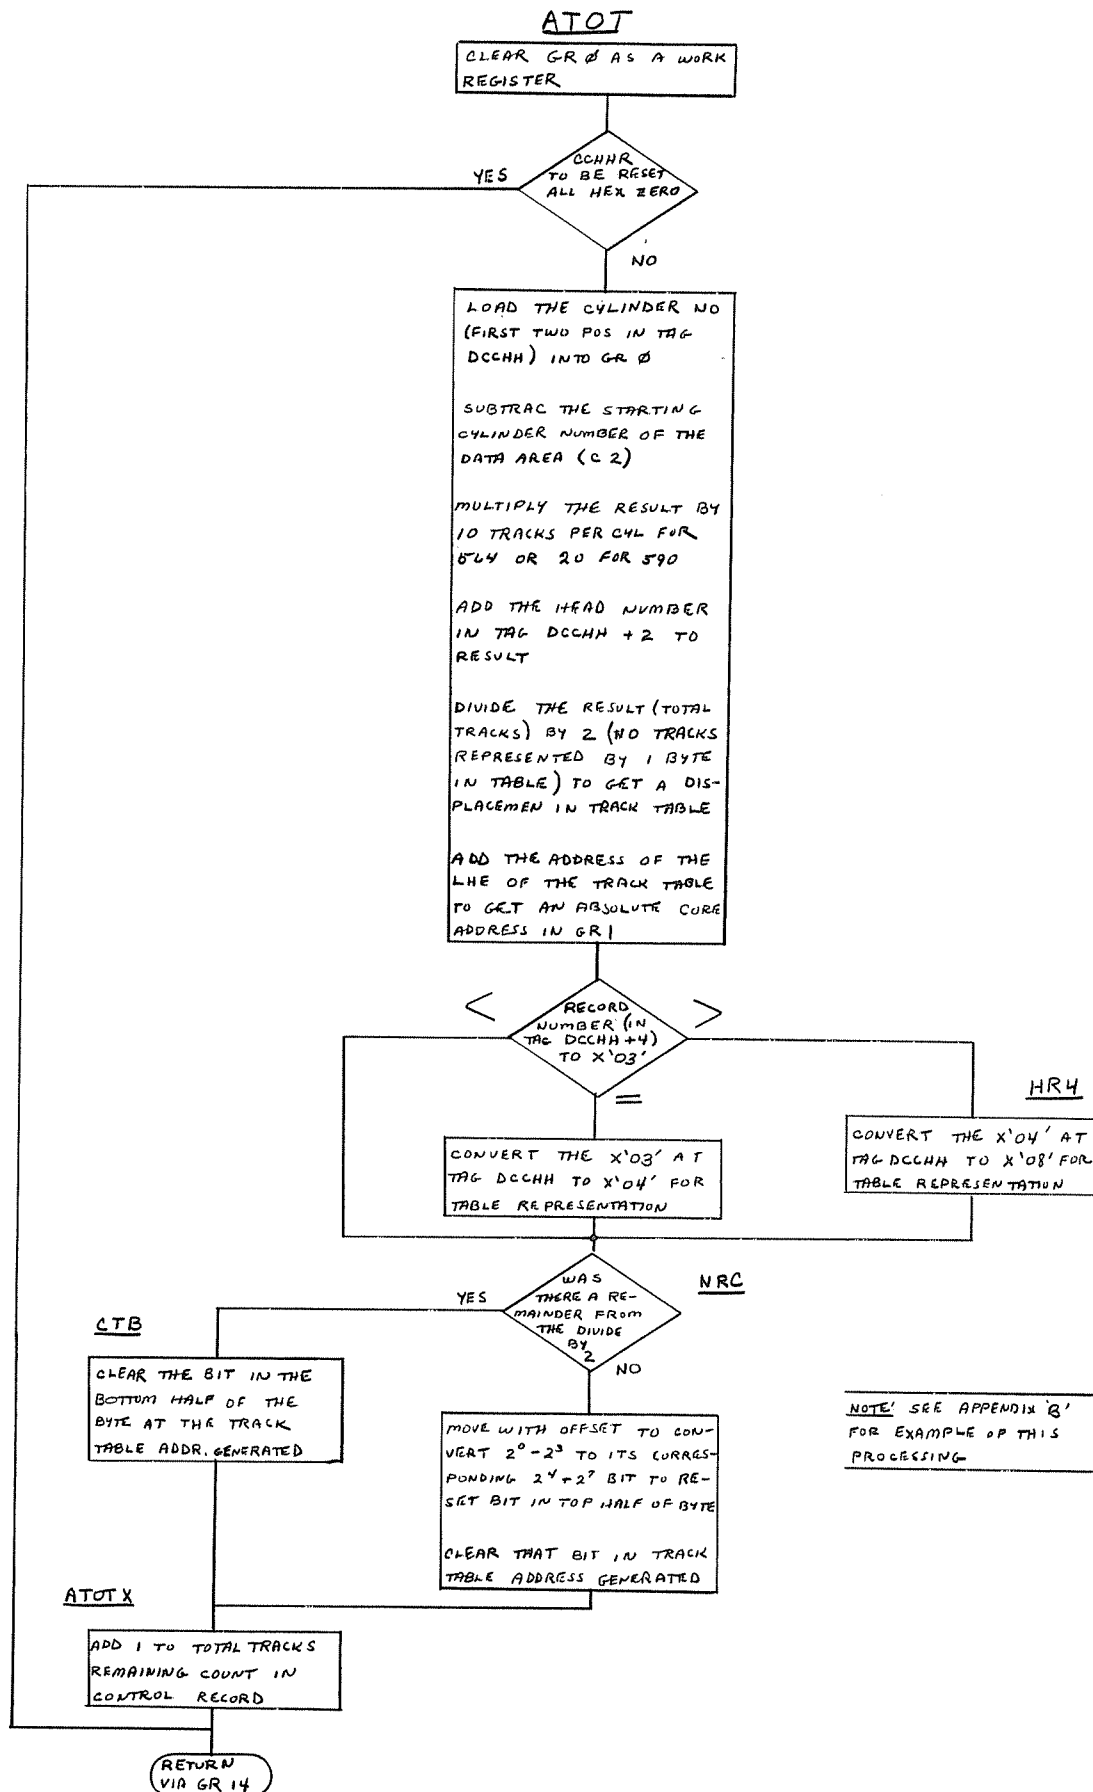 ATOT
CLEAR GR Ø AS A WORK
REGISTER
CCHHR
TO BE RESET
ALL HEX ZERO
YES
NO
LOAD THE CYLINDER NO
(FIRST TWO POS IN TAG
DCCHH) INTO GR Ø
SUBTRAC THE STARTING
CYLINDER NUMBER OF THE
DATA AREA (C2)
MULTIPLY THE RESULT BY
10 TRACKS PER CYL FOR
564 OR 20 FOR 590
ADD THE HEAD NUMBER
IN TAG DCCHH +2 TO
RESULT
DIVIDE THE RESULT (TOTAL
TRACKS) BY 2 (NO TRACKS
REPRESENTED BY 1 BYTE
IN TABLE) TO GET A DIS-
PLACEMEN IN TRACK TABLE
ADD THE ADDRESS OF THE
LHE OF THE TRACK TABLE
TO GET AN ABSOLUTE CORE
ADDRESS IN GR 1
<
RECORD
NUMBER (IN
TAG DCCHH +4)
TO X'03'
>
=
HR4
CONVERT THE X'03' AT
TAG DCCHH TO X'04' FOR
TABLE REPRESENTATION
CONVERT THE X'04' AT
TAG DCCHH TO X'08' FOR
TABLE REPRESENTATION
WAS
THERE A RE-
MAINDER FROM
THE DIVIDE
BY
2
NRC
YES
NO
CTB
CLEAR THE BIT IN THE
BOTTOM HALF OF THE
BYTE AT THE TRACK
TABLE ADDR. GENERATED
MOVE WITH OFFSET TO CON-
VERT 2⁰-2³ TO ITS CORRES-
PONDING 2⁴+2⁷ BIT TO RE-
SET BIT IN TOP HALF OF BYTE
CLEAR THAT BIT IN TRACK
TABLE ADDRESS GENERATED
NOTE' SEE APPENDIX 'B'
FOR EXAMPLE OF THIS
PROCESSING
ATOTX
ADD 1 TO TOTAL TRACKS
REMAINING COUNT IN
CONTROL RECORD
RETURN
VIA GR 14